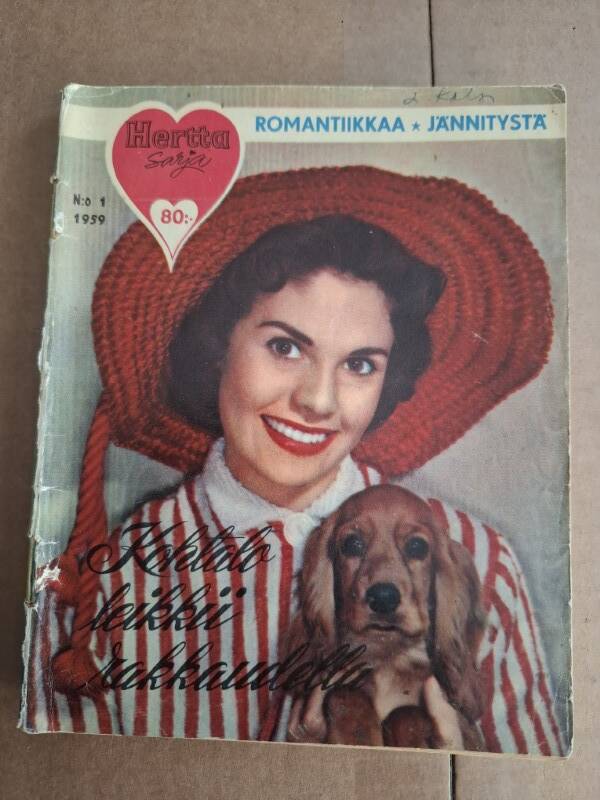 ROMANTIIKKAA ★ JÄNNITYSTÄ
Hertta
sarja
N:o 1
1959
80:-
Kohtalo
leikkii
rakkaudella